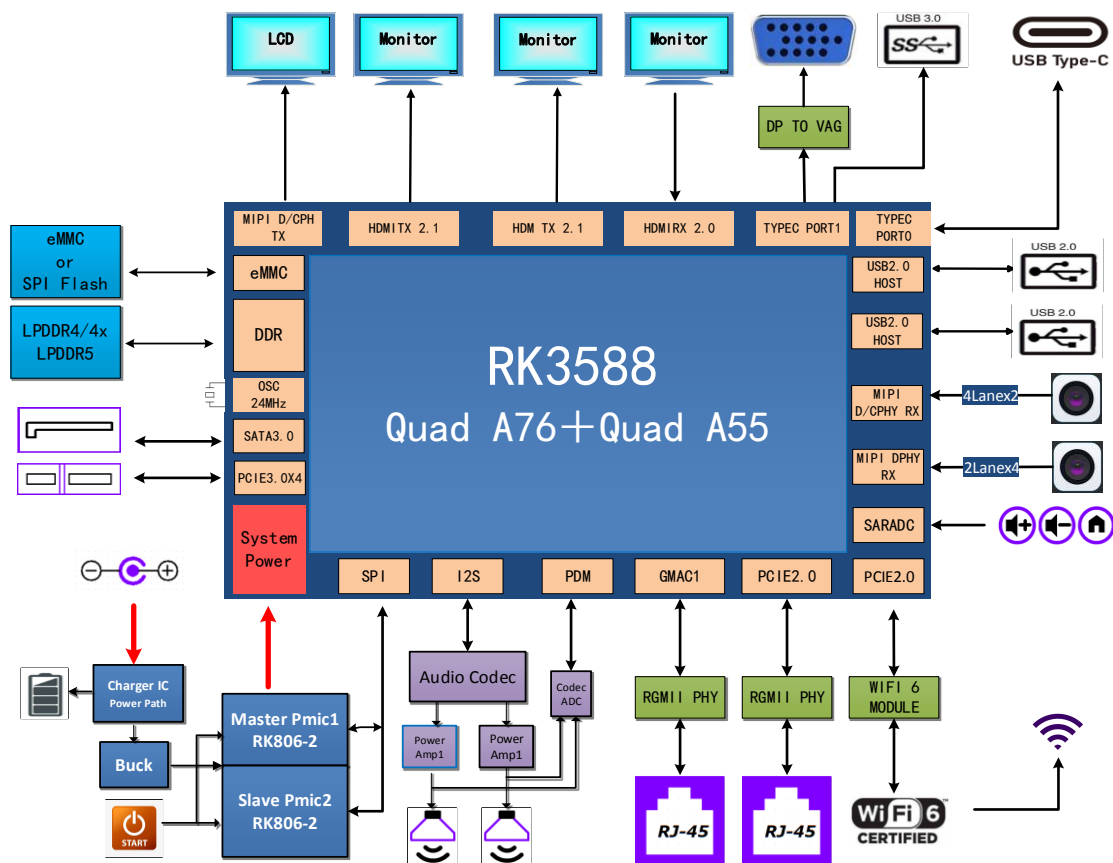 LCD
Monitor
Monitor
Monitor
USB 3.0
SS
USB Type-C
DP TO VAG
MIPI D/CPH
TX
HDMITX 2.1
HDM TX 2.1
HDMIRX 2.0
TYPEC PORT1
TYPEC
PORT0
eMMC
or
SPI Flash
eMMC
USB2.0
HOST
USB 2.0
LPDDR4/4x
LPDDR5
DDR
USB2.0
HOST
USB 2.0
RK3588
Quad A76+Quad A55
OSC
24MHz
MIPI
D/CPHY RX
4Lanex2
SATA3.0
PCIE3.0X4
MIPI DPHY
RX
2Lanex4
System
Power
SARADC
SPI
I2S
PDM
GMAC1
PCIE2.0
PCIE2.0
Charger IC
Power Path
Audio Codec
Codec
ADC
RGMII PHY
RGMII PHY
WIFI 6
MODULE
Master Pmic1
RK806-2
Power
Amp1
Power
Amp1
Buck
Slave Pmic2
RK806-2
START
RJ-45
RJ-45
WiFi 6™
CERTIFIED